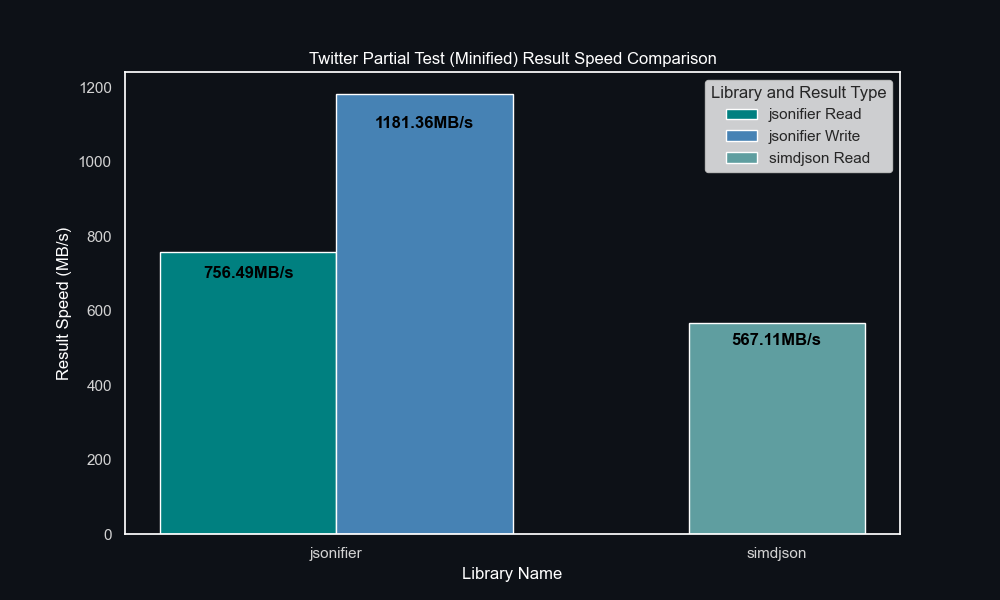 Twitter Partial Test (Minified) Result Speed Comparison
Result Speed (MB/s)
1200
1000
800
600
400
200
0
756.49MB/s
1181.36MB/s
567.11MB/s
Library and Result Type
jsonifier Read
jsonifier Write
simdjson Read
jsonifier
simdjson
Library Name